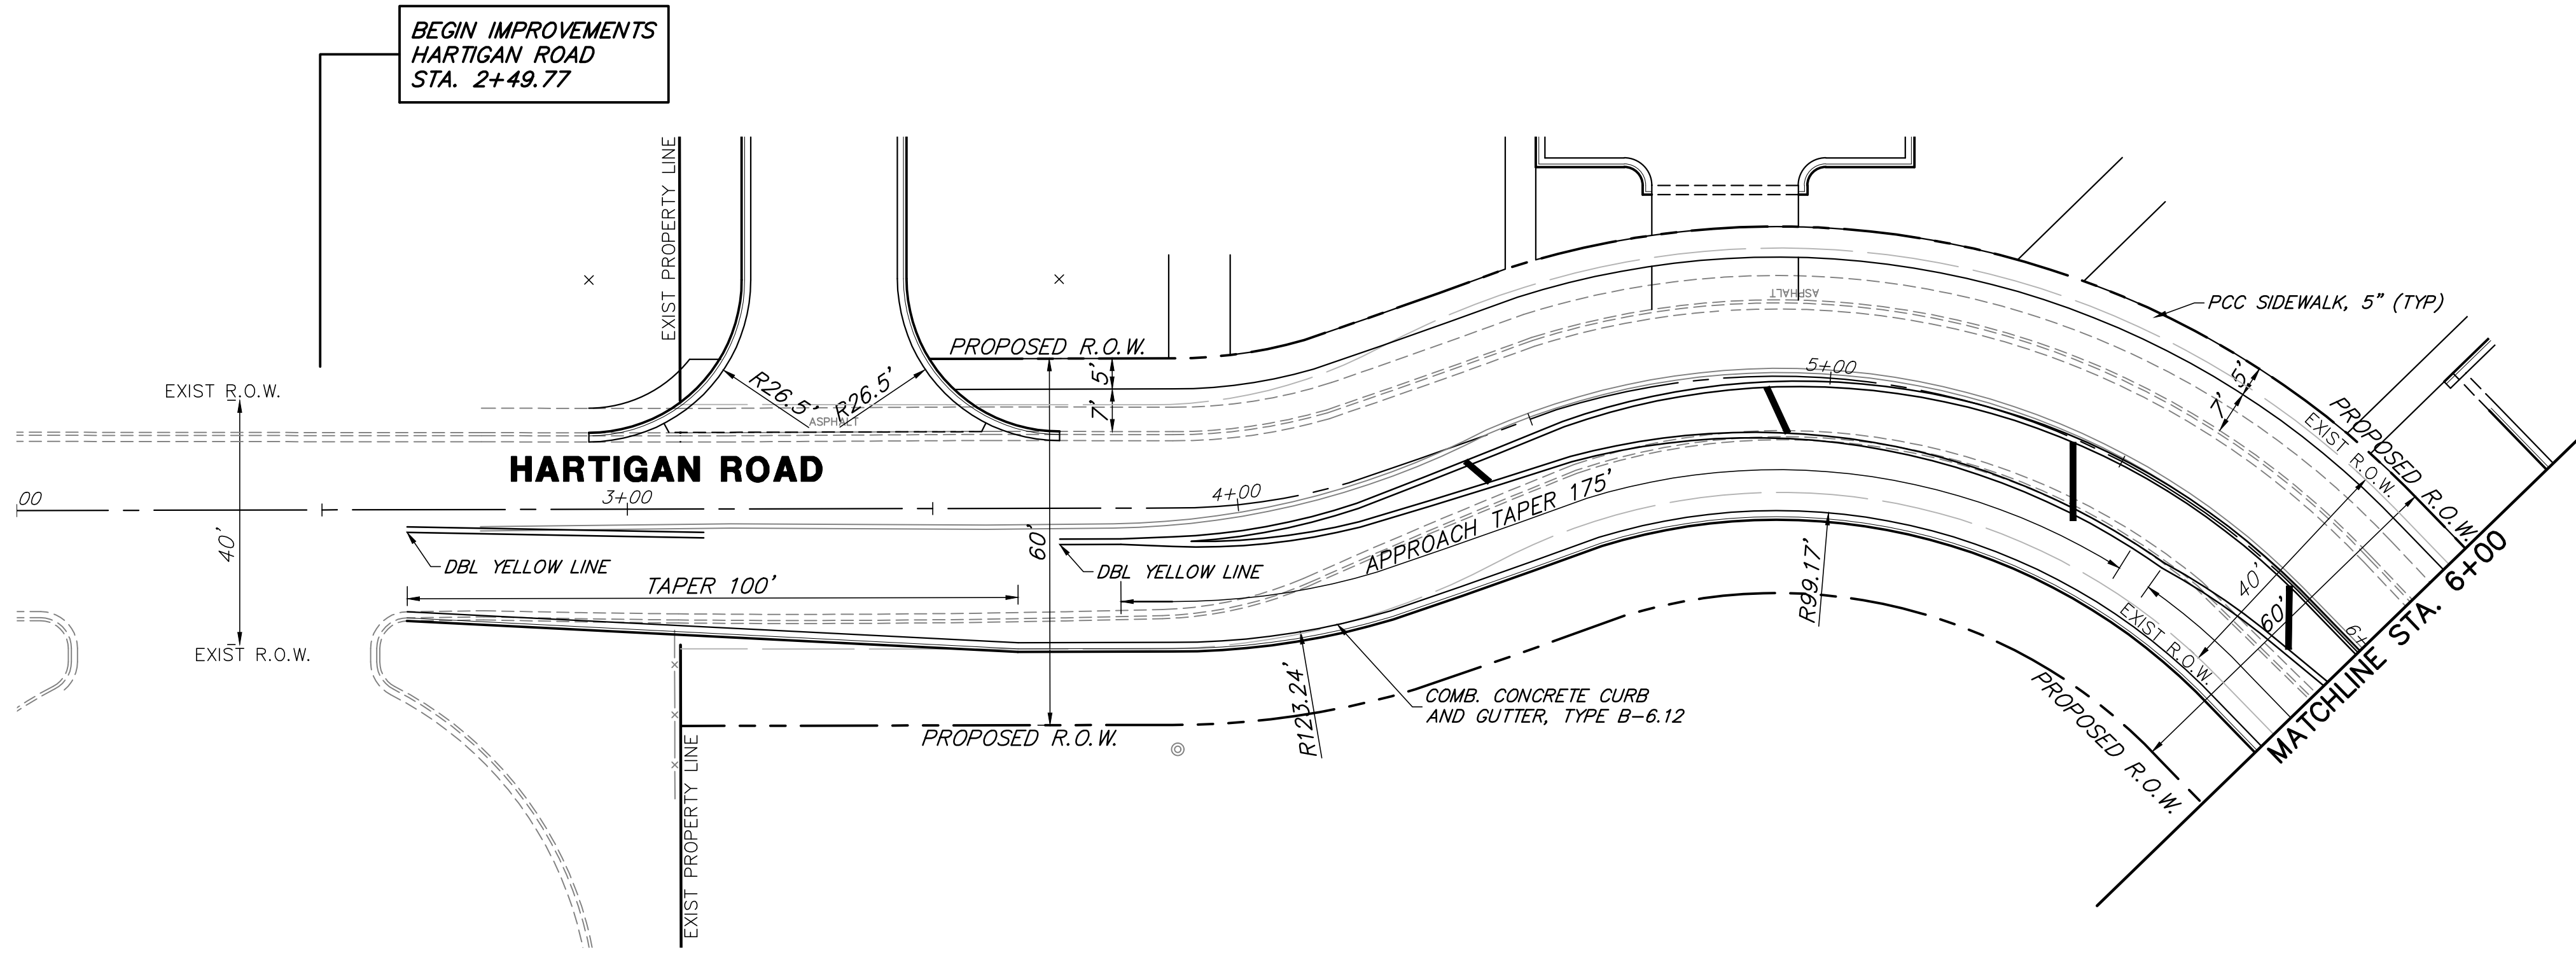 BEGIN IMPROVEMENTS
HARTIGAN ROAD
STA. 2+49.77
EXIST PROPERTY LINE
PCC SIDEWALK, 5" (TYP)
ASPHALT
PROPOSED R.O.W.
5'
7'
R26.5'
R26.5'
ASPHALT
EXIST R.O.W.
40'
EXIST R.O.W.
HARTIGAN ROAD
00
3+00
4+00
5+00
6+
DBL YELLOW LINE
TAPER 100'
60'
DBL YELLOW LINE
APPROACH TAPER 175'
R123.24'
R99.17'
COMB. CONCRETE CURB
AND GUTTER, TYPE B-6.12
PROPOSED R.O.W.
EXIST PROPERTY LINE
5'
7'
PROPOSED R.O.W.
EXIST R.O.W.
40'
60'
EXIST R.O.W.
PROPOSED R.O.W.
MATCHLINE STA. 6+00